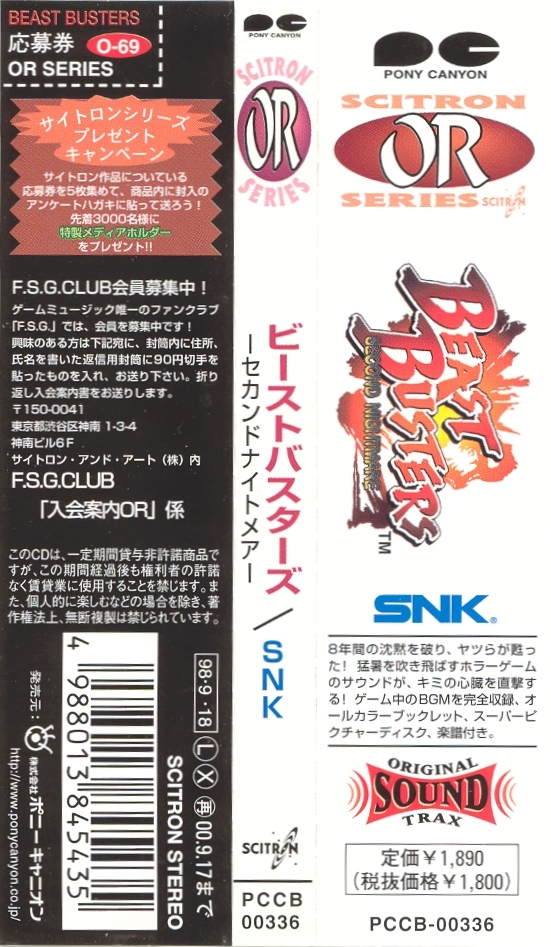 BEAST BUSTERS
応募券 O-69
OR SERIES
サイトロンシリーズ
プレゼント
キャンペーン
サイトロン作品についている
応募券を5枚集めて、商品内に封入の
アンケートハガキに貼って送ろう！
先着3000名様に
特製メディアホルダー
をプレゼント!!
F.S.G.CLUB会員募集中！
ゲームミュージック唯一のファンクラブ
「F.S.G.」では、会員を募集中です！
興味のある方は下記宛に、封筒内に住所、
氏名を書いた返信用封筒に90円切手を
貼ったものを入れ、お送り下さい。折り
返し入会案内書をお送りします。
〒150-0041
東京都渋谷区神南 1-3-4
神南ビル6F
サイトロン・アンド・アート（株）内
F.S.G.CLUB
「入会案内OR」係
このCDは、一定期間貸与非許諾商品で
すが、この期間経過後も権利者の許諾
なく賃貸業に使用することを禁じます。ま
た、個人的に楽しむなどの場合を除き、著
作権法上、無断複製は禁じられています。
4 988013 845435
98・9・18 L X 再 00.9.17まで
SCITRON STEREO
発売元：株式会社ポニーキャニオン
http://www.ponycanyon.co.jp/
PONY CANYON
SCITRON
OR
SERIES
ビーストバスターズ
ーセカンドナイトメアー
／SNK
SCITRON
PCCB
00336
PONY CANYON
SCITRON
OR
SERIES
SCITRON
BEAST
BUSTERS
SECOND NIGHTMARE
TM
SNK®
8年間の沈黙を破り、ヤツらが甦っ
た！ 猛暑を吹き飛ばすホラーゲーム
のサウンドが、キミの心臓を直撃す
る！ ゲーム中のBGMを完全収録、オ
ールカラーブックレット、スーパーピ
クチャーディスク、楽譜付き。
ORIGINAL
SOUND
TRAX
定価￥1,890
（税抜価格￥1,800）
PCCB-00336